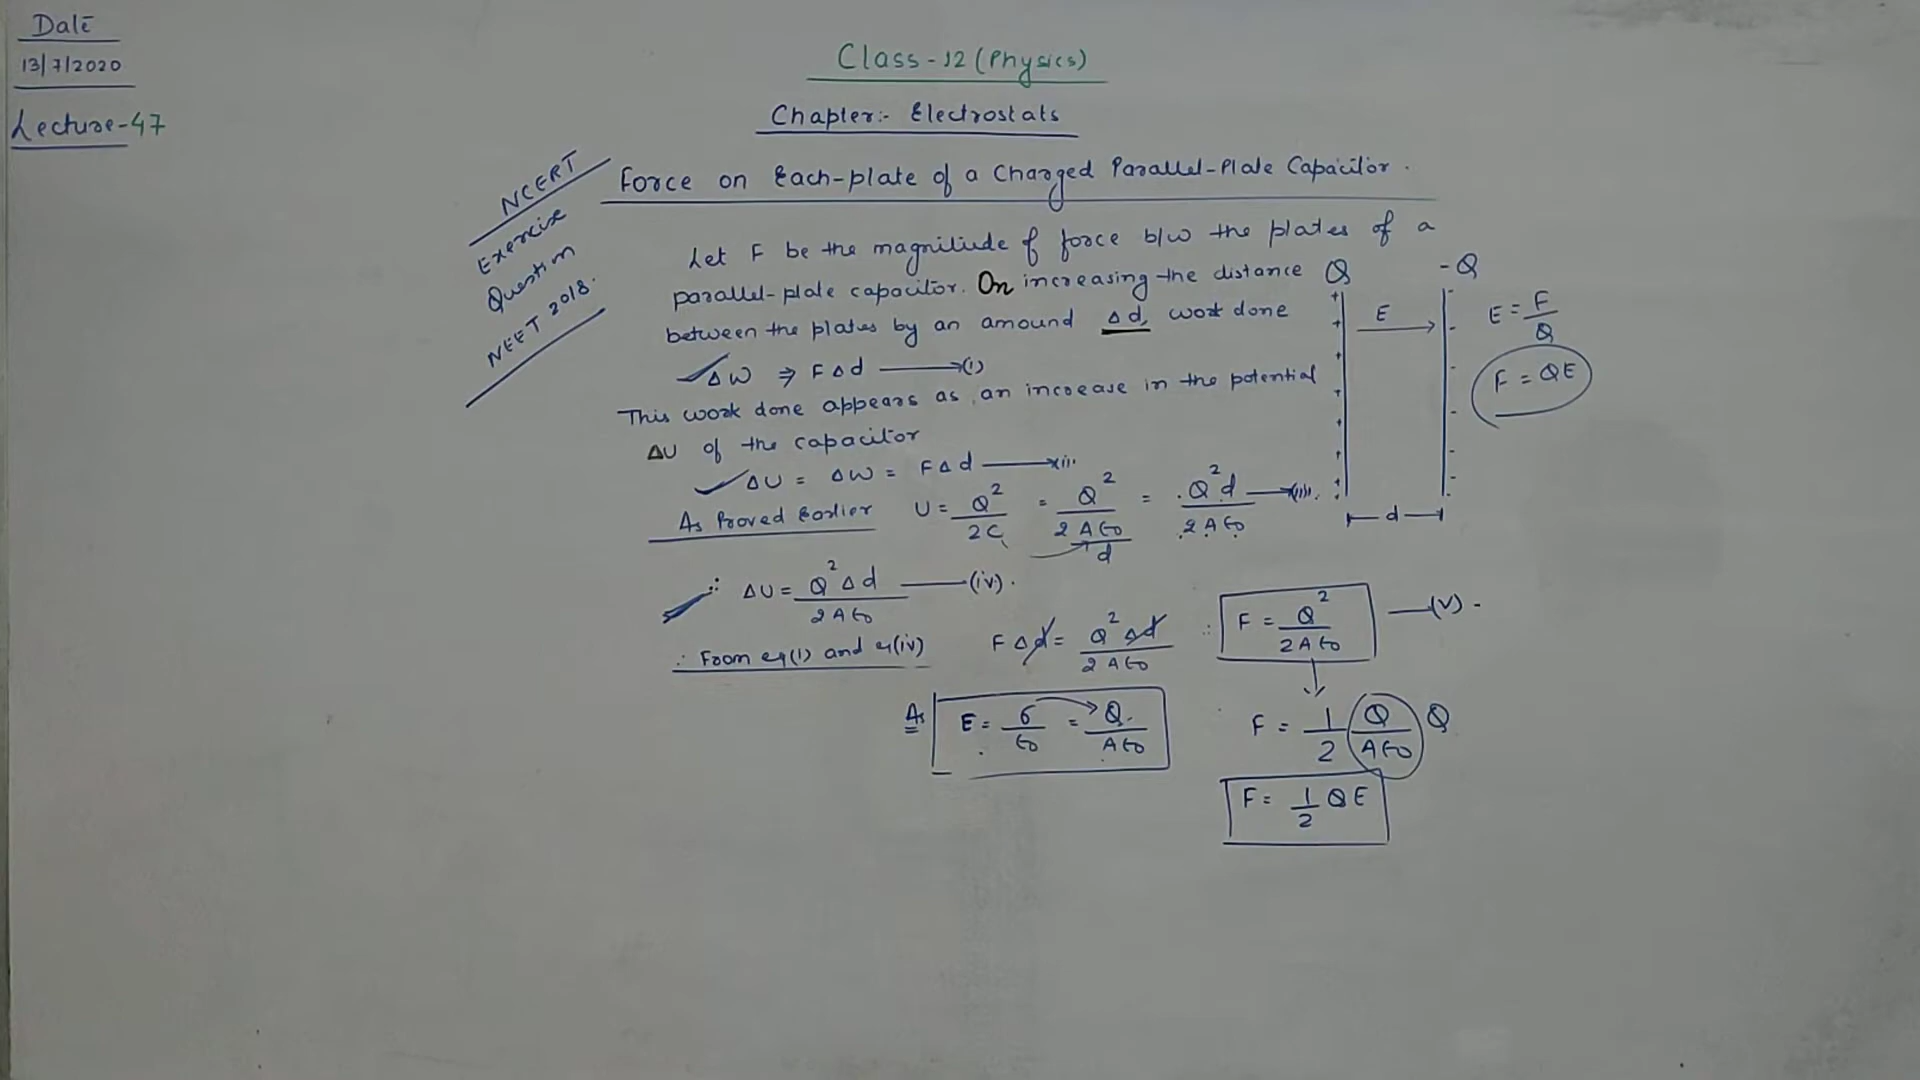 Date
13/7/2020
Lecture-47
Class-12 (Physics)
Chapter:- Electrostats
NCERT
Exercise
Question
NEET 2018.
Force on Each-plate of a Charged Parallel-Plate Capacitor.
Let F be the magnitude of force b/w the plates of a
parallel-plate capacitor. On increasing the distance
between the plates by an amound Δd, work done
ΔW ⇒ FΔd ——(i)
This work done appears as an increase in the potential
ΔU of the capacitor
ΔU = ΔW = FΔd ——(ii)
As Proved Earlier U = Q²/2C = Q²/(2Aϵ0/d) = Q²d/2Aϵ0 ——(iii).
∴ ΔU = Q²Δd/2Aϵ0 ——(iv).
∴ From eq(i) and eq(iv) FΔd = Q²Δd/2Aϵ0 ∴ F = Q²/2Aϵ0 ——(v).
As E = σ/ϵ0 = Q/Aϵ0
F = 1/2 (Q/Aϵ0) Q
F = 1/2 QE
Q -Q
E
E = F/Q
F = QE
d